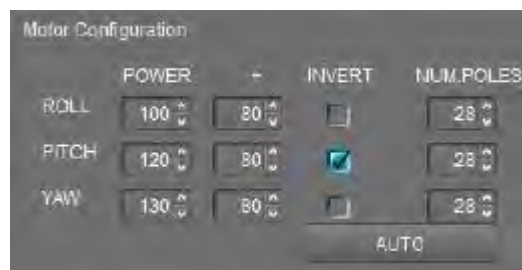 Motor Configuration
POWER + INVERT NUM.POLES
ROLL 100 80 28
PITCH 120 80 28
YAW 130 80 28
AUTO